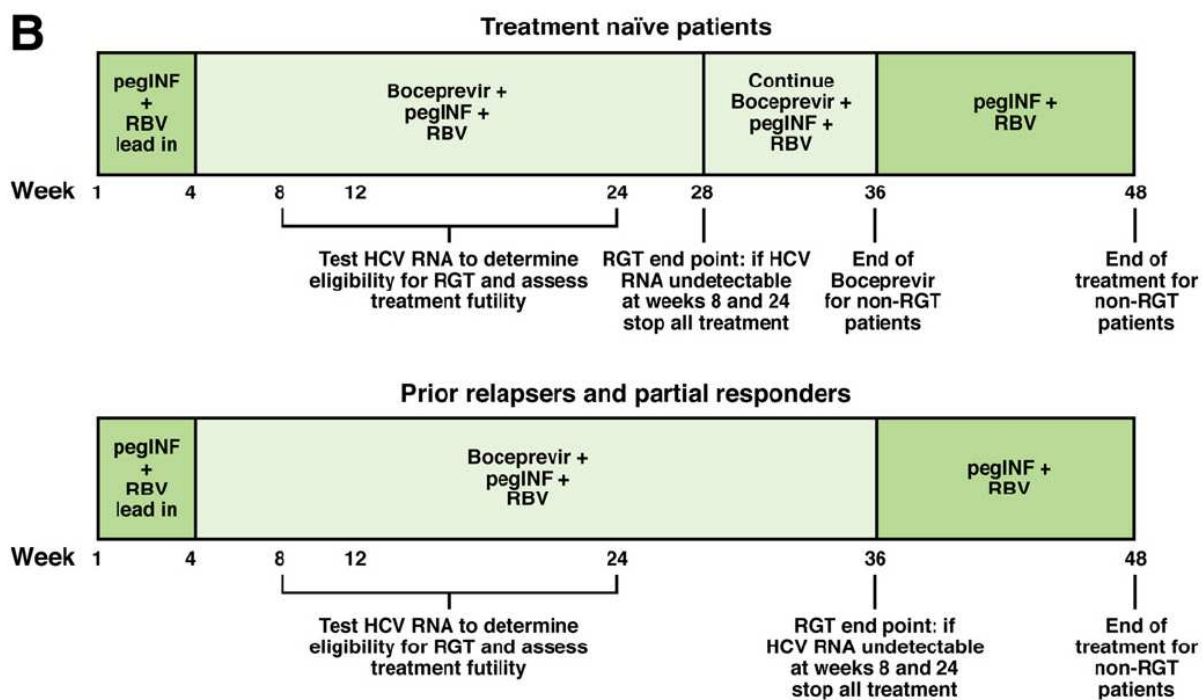 B
Treatment naïve patients
pegINF
+
RBV
lead in
Boceprevir +
pegINF +
RBV
Continue
Boceprevir +
pegINF +
RBV
pegINF +
RBV
Week 1 4 8 12 24 28 36 48
Test HCV RNA to determine
eligibility for RGT and assess
treatment futility
RGT end point: if HCV
RNA undetectable
at weeks 8 and 24
stop all treatment
End of
Boceprevir
for non-RGT
patients
End of
treatment for
non-RGT
patients
Prior relapsers and partial responders
pegINF
+
RBV
lead in
Boceprevir +
pegINF +
RBV
pegINF +
RBV
Week 1 4 8 12 24 36 48
Test HCV RNA to determine
eligibility for RGT and assess
treatment futility
RGT end point: if
HCV RNA undetectable
at weeks 8 and 24
stop all treatment
End of
treatment for
non-RGT
patients